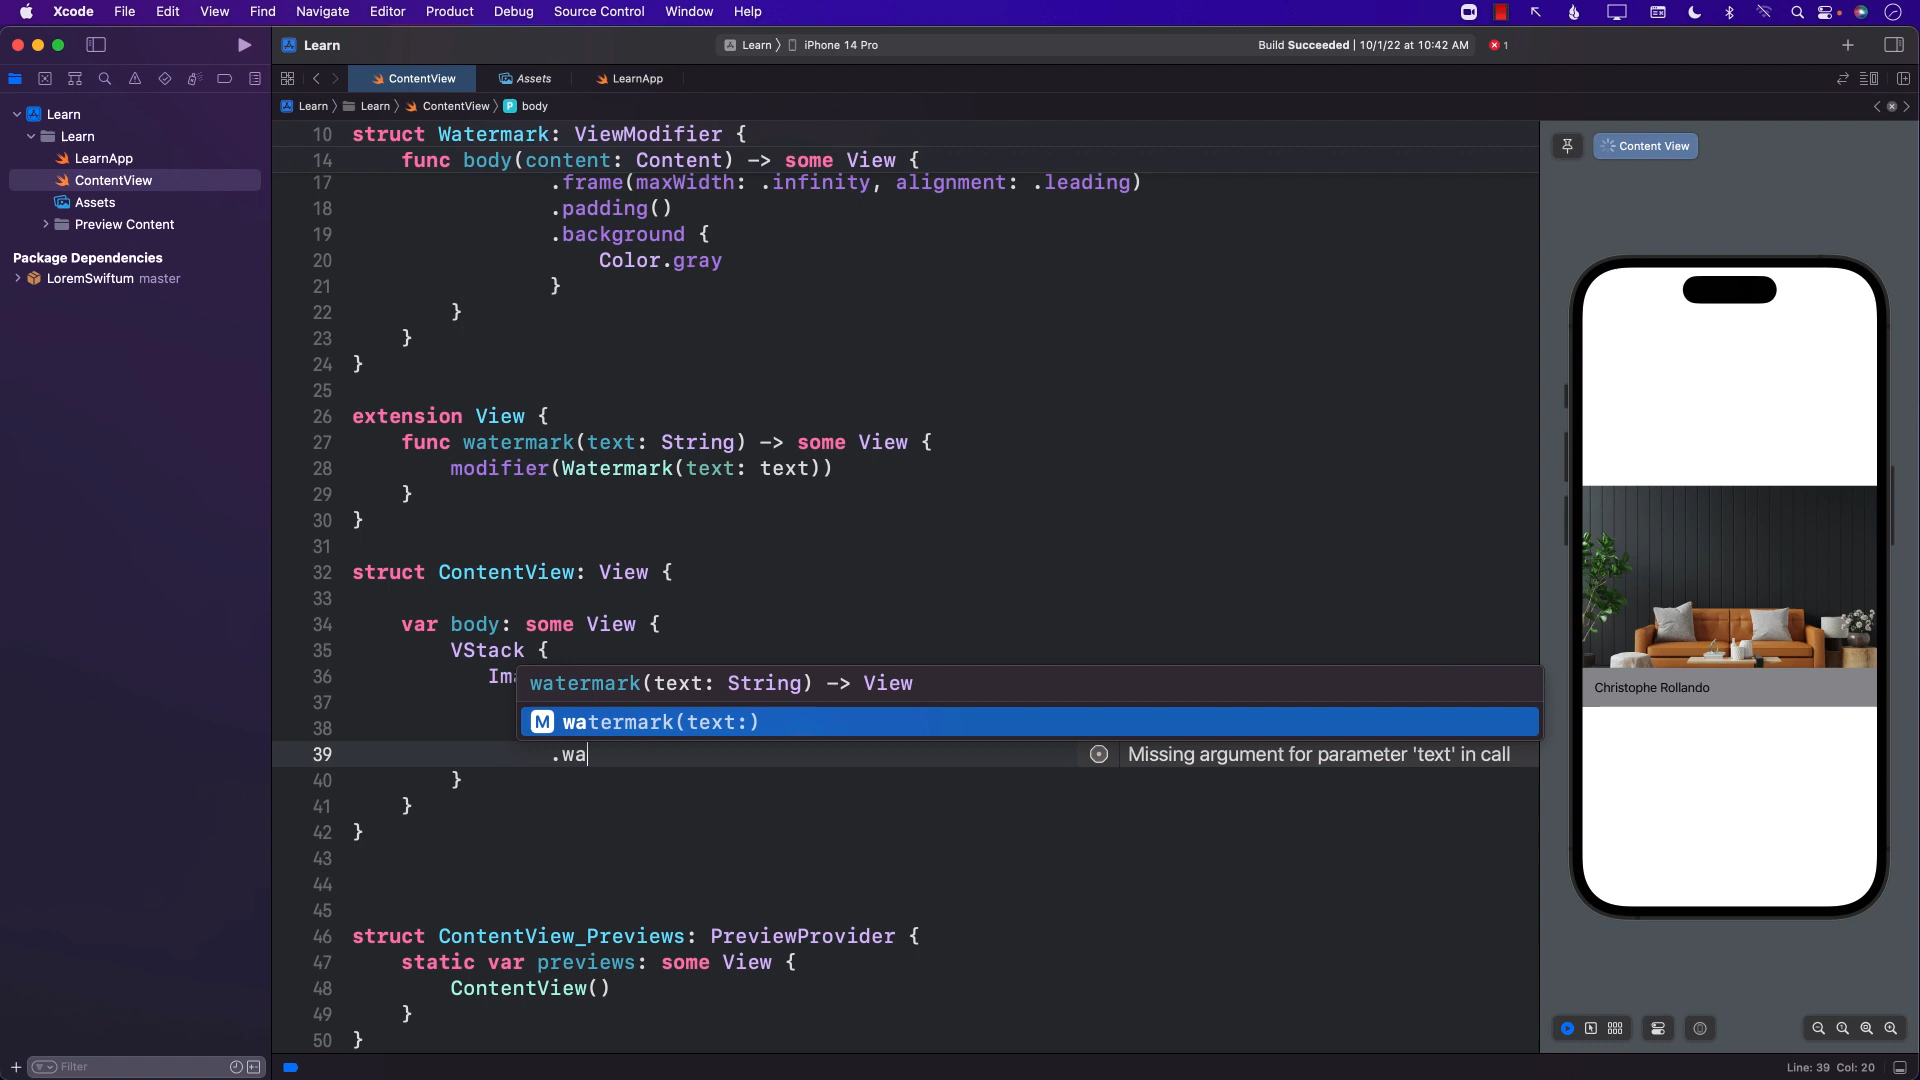 Xcode File Edit View Find Navigate Editor Product Debug Source Control Window Help
Learn
Learn 〉 iPhone 14 Pro
Build Succeeded | 10/1/22 at 10:42 AM
1
ContentView
Assets
LearnApp
Learn 〉 Learn 〉 ContentView 〉 P body
Learn
Learn
LearnApp
ContentView
Assets
Preview Content
Package Dependencies
LoremSwiftum master
10 struct Watermark: ViewModifier {
14 func body(content: Content) -> some View {
17 .frame(maxWidth: .infinity, alignment: .leading)
18 .padding()
19 .background {
20 Color.gray
21 }
22 }
23 }
24 }
25
26 extension View {
27 func watermark(text: String) -> some View {
28 modifier(Watermark(text: text))
29 }
30 }
31
32 struct ContentView: View {
33
34 var body: some View {
35 VStack {
36 Ima
watermark(text: String) -> View
37
38
M watermark(text:)
39 .wa
Missing argument for parameter 'text' in call
40 }
41 }
42 }
43
44
45
46 struct ContentView_Previews: PreviewProvider {
47 static var previews: some View {
48 ContentView()
49 }
50 }
Content View
Christophe Rollando
Filter
Line: 39 Col: 20